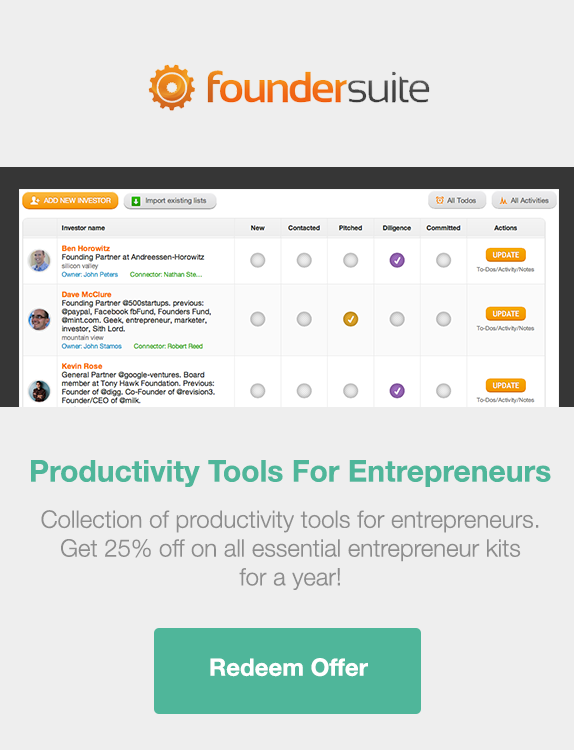 foundersuite
ADD NEW INVESTOR
Import existing lists
All Todos
All Activities
Investor name
New
Contacted
Pitched
Diligence
Committed
Actions
Ben Horowitz
Founding Partner at Andreessen-Horowitz
silicon valley
Owner: John Peters Connector: Nathan Ste...
UPDATE
To-Dos/Activity/Notes
Dave McClure
Founding Partner @500startups. previous:
@paypal, Facebook fbFund, Founders Fund,
@mint.com. Geek, entrepreneur, marketer,
investor, Sith Lord.
mountain view
Owner: John Stamos Connector: Robert Reed
UPDATE
To-Dos/Activity/Notes
Kevin Rose
General Partner @google-ventures. Board
member at Tony Hawk Foundation. Previous:
Founder of @digg. Co-Founder of @revision3.
Founder/CEO of @milk.
UPDATE
To-Dos/Activity/Notes
Productivity Tools For Entrepreneurs
Collection of productivity tools for entrepreneurs.
Get 25% off on all essential entrepreneur kits
for a year!
Redeem Offer